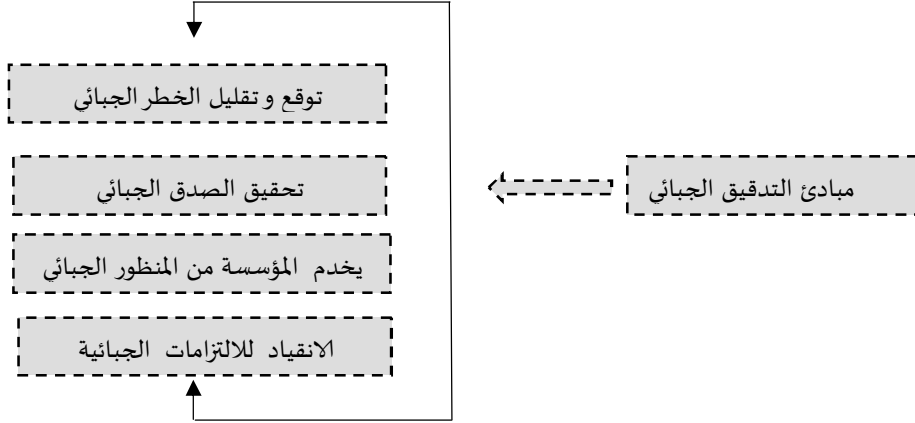 مبادئ التدقيق الجبائي
توقع و تقليل الخطر الجبائي
تحقيق الصدق الجبائي
يخدم المؤسسة من المنظور الجبائي
الانقياد للالتزامات الجبائية